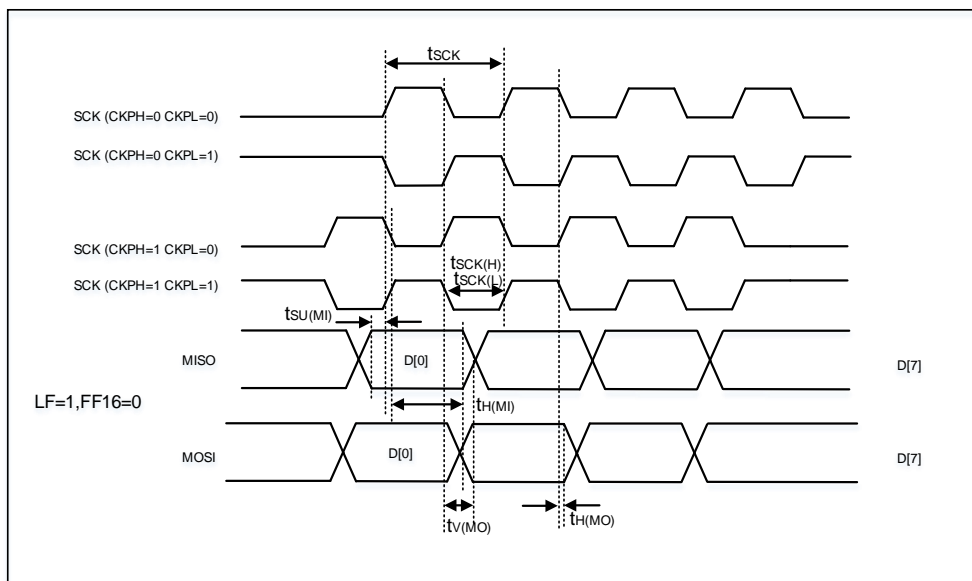 tSCK
SCK (CKPH=0 CKPL=0)
SCK (CKPH=0 CKPL=1)
SCK (CKPH=1 CKPL=0)
tSCK(H)
SCK (CKPH=1 CKPL=1)
tSCK(L)
tSU(MI)
MISO
D[0]
D[7]
LF=1,FF16=0
tH(MI)
MOSI
D[0]
D[7]
tV(MO)
tH(MO)